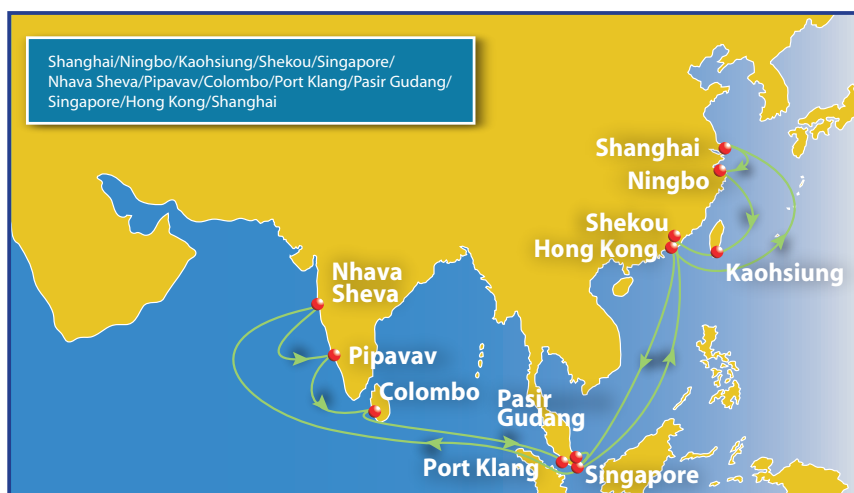 Shanghai/Ningbo/Kaohsiung/Shekou/Singapore/
Nhava Sheva/Pipavav/Colombo/Port Klang/Pasir Gudang/
Singapore/Hong Kong/Shanghai
Shanghai
Ningbo
Shekou
Hong Kong
Kaohsiung
Nhava
Sheva
Pipavav
Colombo
Pasir
Gudang
Port Klang
Singapore